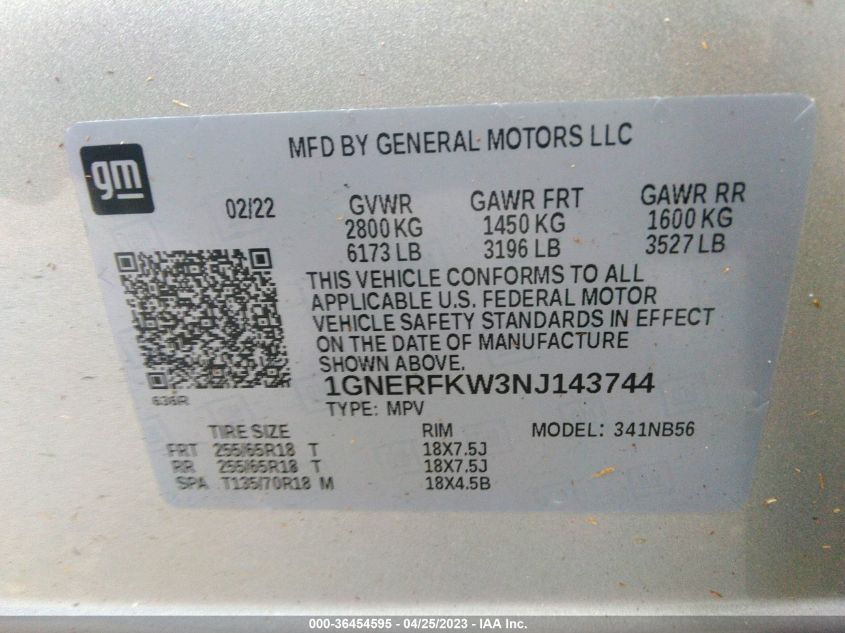 gm
MFD BY GENERAL MOTORS LLC
02/22 GVWR GAWR FRT GAWR RR
2800 KG 1450 KG 1600 KG
6173 LB 3196 LB 3527 LB
THIS VEHICLE CONFORMS TO ALL
APPLICABLE U.S. FEDERAL MOTOR
VEHICLE SAFETY STANDARDS IN EFFECT
ON THE DATE OF MANUFACTURE
SHOWN ABOVE.
636R
1GNERFKW3NJ143744
TYPE: MPV
TIRE SIZE RIM MODEL: 341NB56
FRT 255/65R18 T 18X7.5J
RR 255/65R18 T 18X7.5J
SPA T135/70R18 M 18X4.5B
000-36454595 - 04/25/2023 - IAA Inc.